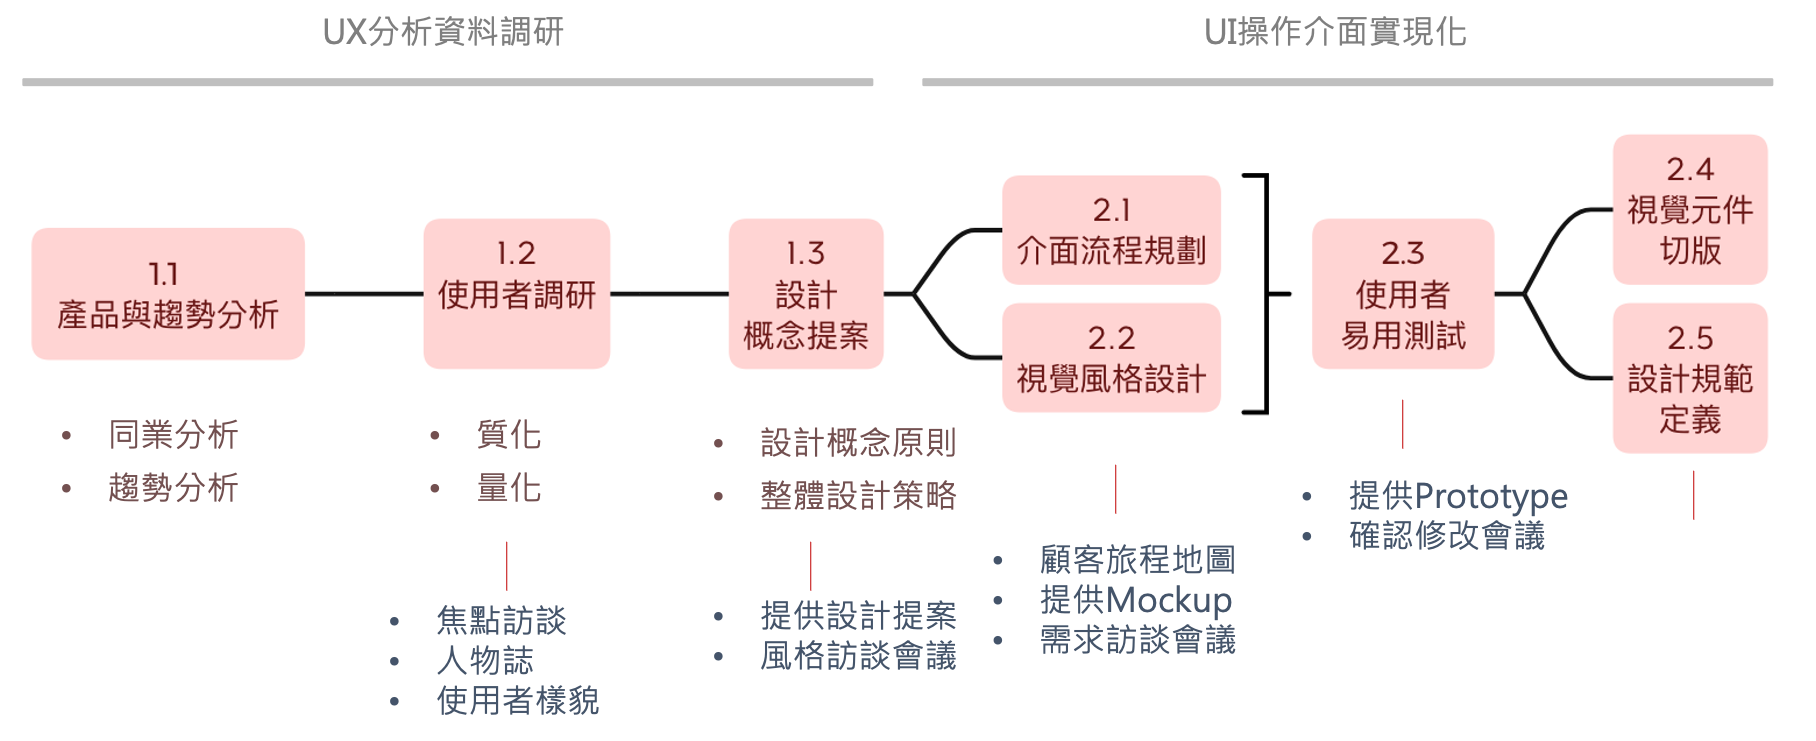 UX分析資料調研
UI操作介面實現化
1.1
產品與趨勢分析
1.2
使用者調研
1.3
設計
概念提案
2.1
介面流程規劃
2.2
視覺風格設計
2.3
使用者
易用測試
2.4
視覺元件
切版
2.5
設計規範
定義
• 同業分析
• 趨勢分析
• 質化
• 量化
• 焦點訪談
• 人物誌
• 使用者樣貌
• 設計概念原則
• 整體設計策略
• 提供設計提案
• 風格訪談會議
• 顧客旅程地圖
• 提供Mockup
• 需求訪談會議
• 提供Prototype
• 確認修改會議